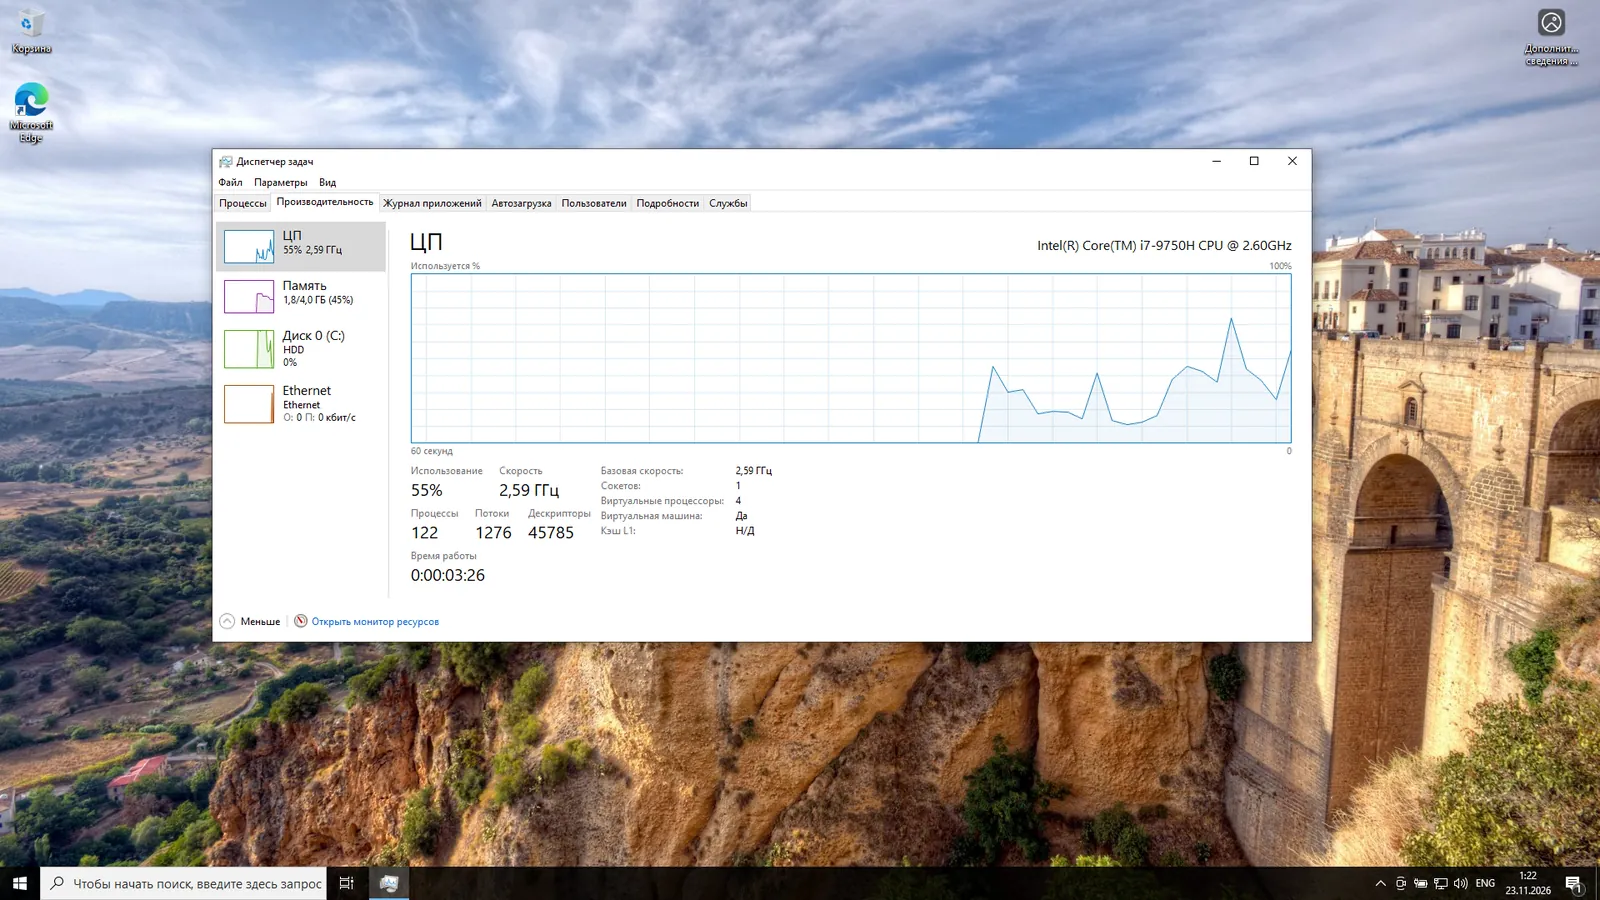 Корзина
Microsoft
Edge
Дополнит...
сведения ...
Диспетчер задач
Файл Параметры Вид
Процессы Производительность Журнал приложений Автозагрузка Пользователи Подробности Службы
ЦП
55% 2,59 ГГц
Память
1,8/4,0 ГБ (45%)
Диск 0 (C:)
HDD
0%
Ethernet
Ethernet
О: 0 П: 0 кбит/с
ЦП
Intel(R) Core(TM) i7-9750H CPU @ 2.60GHz
Используется % 100%
60 секунд 0
Использование Скорость
55% 2,59 ГГц
Процессы Потоки Дескрипторы
122 1276 45785
Время работы
0:00:03:26
Базовая скорость: 2,59 ГГц
Сокетов: 1
Виртуальные процессоры: 4
Виртуальная машина: Да
Кэш L1: Н/Д
Меньше Открыть монитор ресурсов
Чтобы начать поиск, введите здесь запрос
ENG
1:22
23.11.2026
1